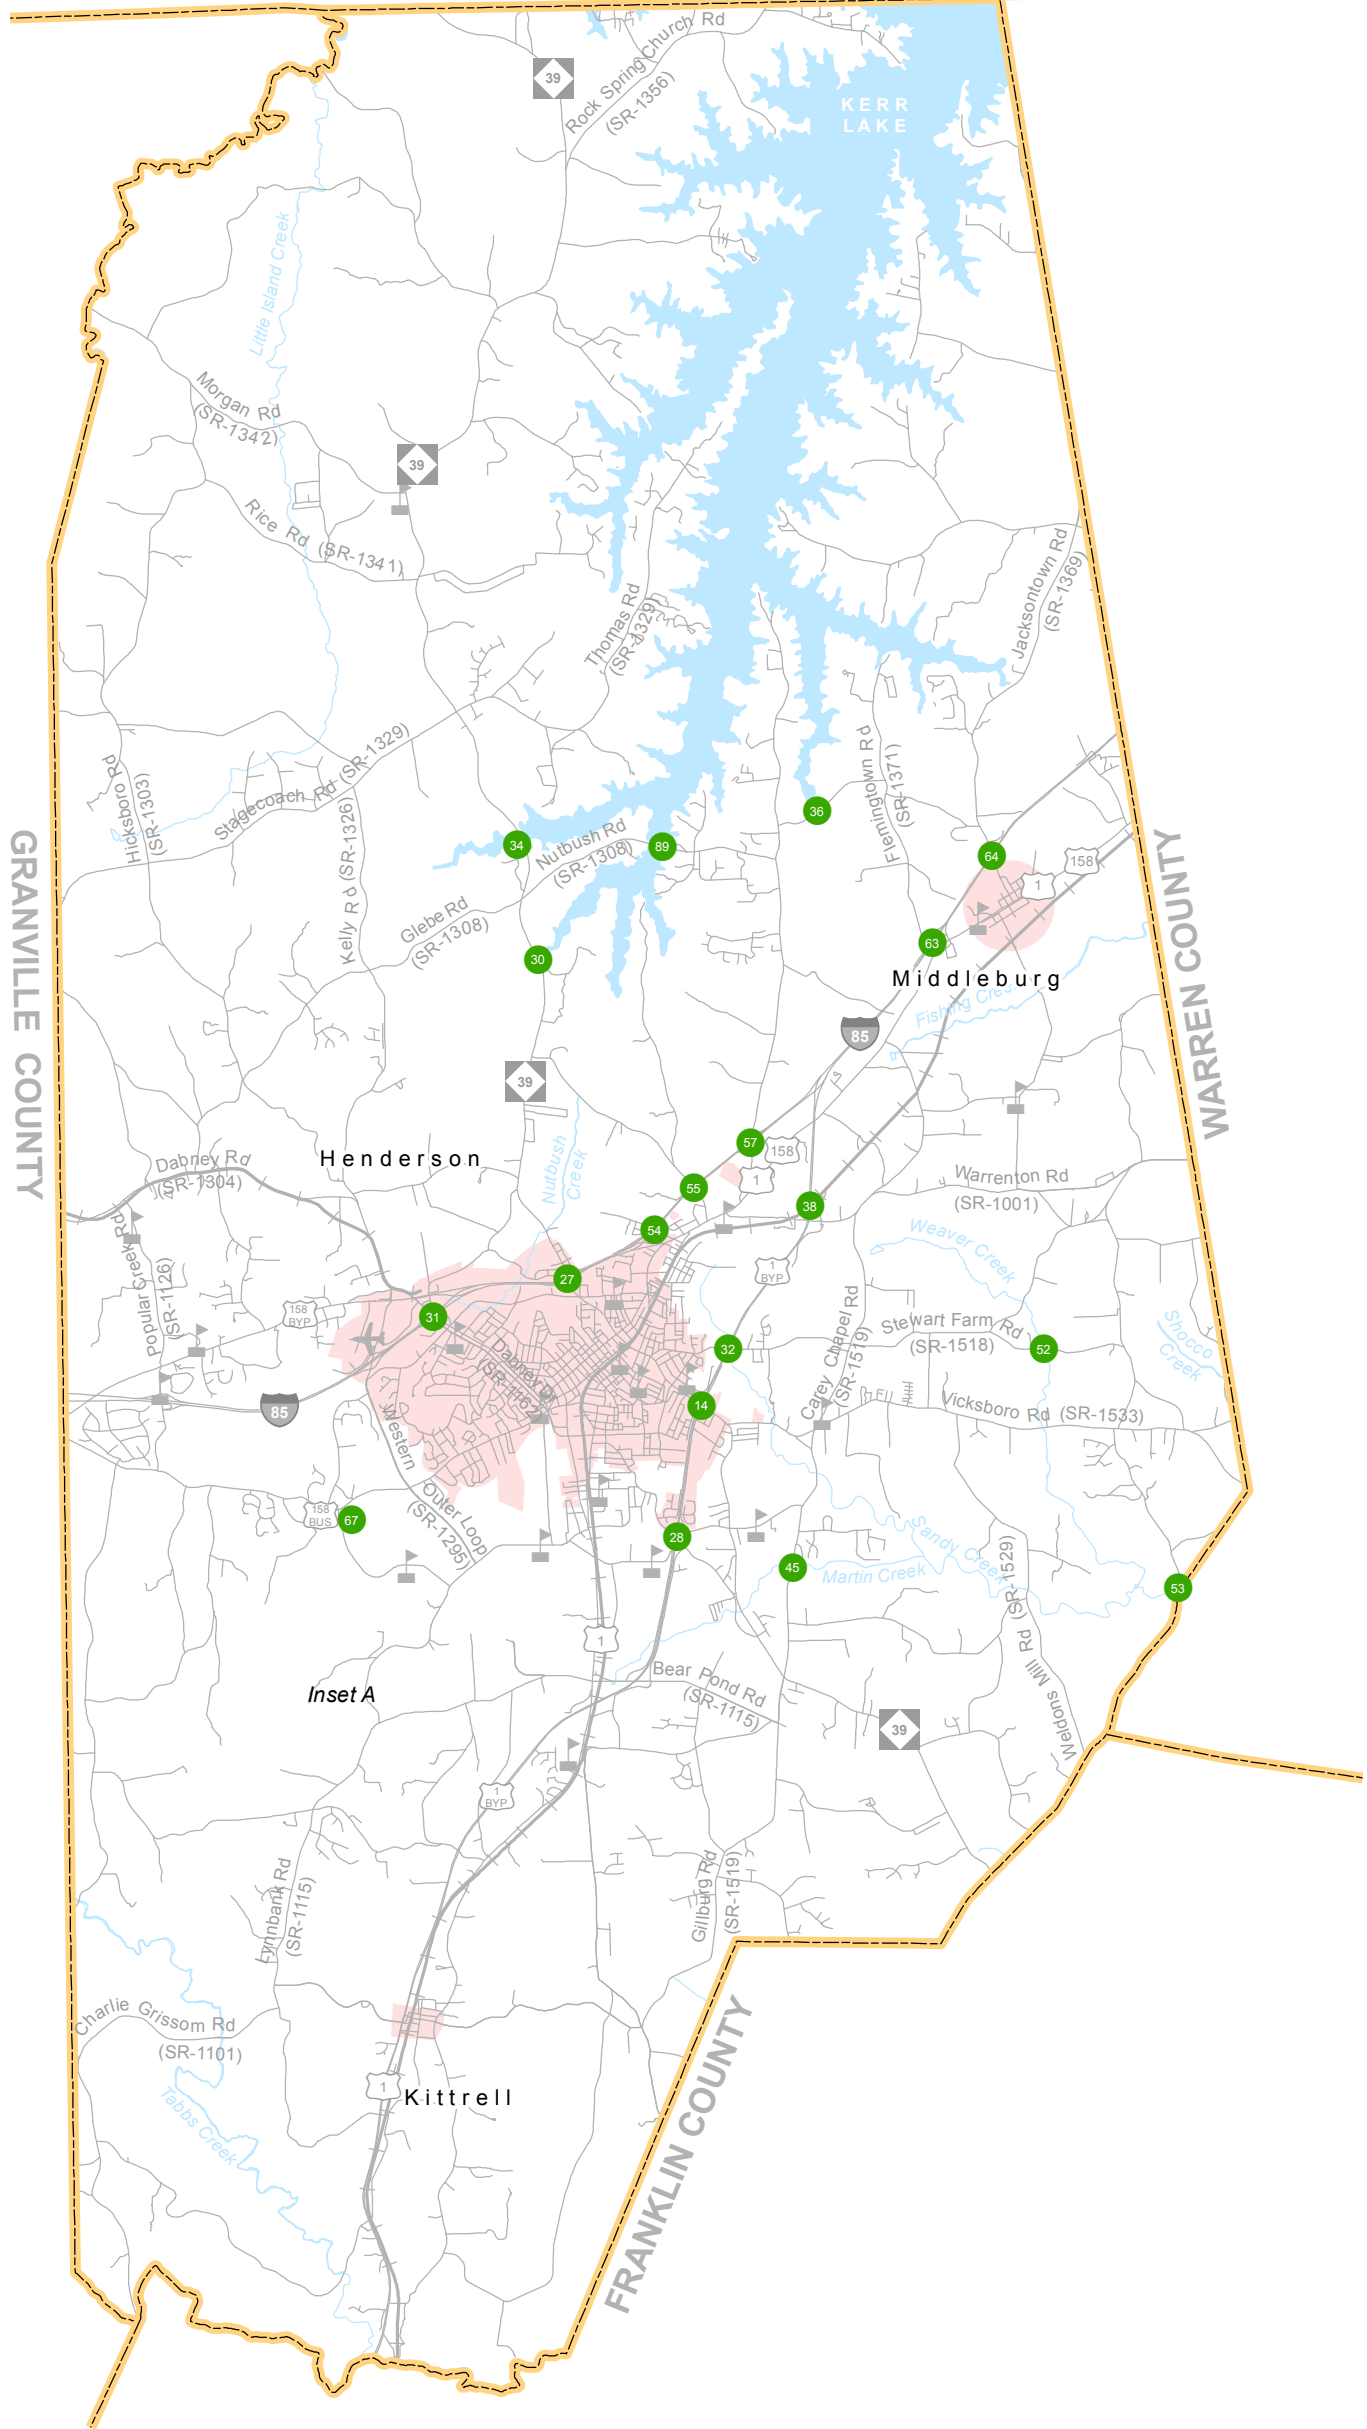 Rock Spring Church Rd
(SR-1356)
39
KERR
LAKE
Little Island Creek
Morgan Rd
(SR-1342)
39
Rice Rd (SR-1341)
Jacksontown Rd
(SR-1369)
Thomas Rd
(SR-1329)
Hicksboro Rd
(SR-1303)
Stagecoach Rd (SR-1329)
Kelly Rd (SR-1326)
Flemingtown Rd
(SR-1371)
36
34
Nutbush Rd
(SR-1308)
89
64
158
1
GRANVILLE COUNTY
WARREN COUNTY
Glebe Rd
(SR-1308)
63
30
Middleburg
Fishing Cree
85
39
57
158
Henderson
Nutbush
Creek
Dabney Rd
(SR-1304)
55
1
Warrenton Rd
(SR-1001)
38
54
Popular Creek Rd
(SR-1126)
Weaver Creek
27
1
BYP
158
BYP
31
Carey Chapel Rd
(SR-1519)
Stewart Farm Rd
(SR-1518)
52
Shocco
Creek
32
Dabney Dr
(SR-1162)
14
85
Vicksboro Rd (SR-1533)
Western Outer Loop
(SR-1295)
158
BUS
67
28
45
Sandy Creek
Martin Creek
53
Weldons Mill Rd (SR-1529)
1
Bear Pond Rd
(SR-1115)
Inset A
39
1
BYP
Lynnbank Rd
(SR-1115)
Gillburg Rd
(SR-1519)
Charlie Grissom Rd
(SR-1101)
1
Kittrell
Tabbs Creek
FRANKLIN COUNTY